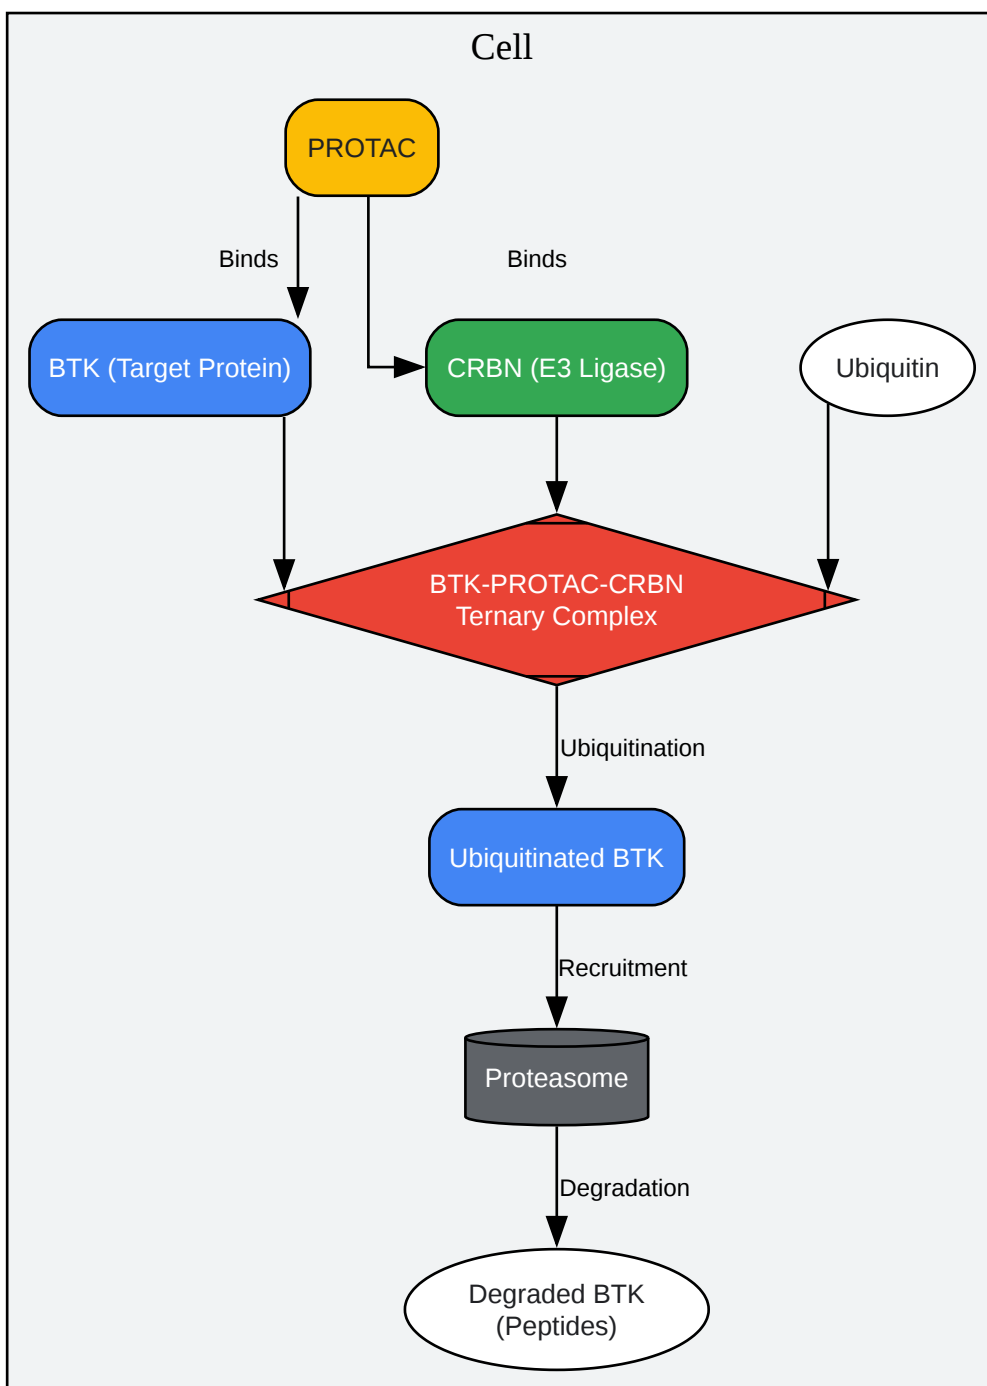 Cell
PROTAC
Binds
Binds
BTK (Target Protein)
CRBN (E3 Ligase)
Ubiquitin
BTK-PROTAC-CRBN
Ternary Complex
Ubiquitination
Ubiquitinated BTK
Recruitment
Proteasome
Degradation
Degraded BTK
(Peptides)